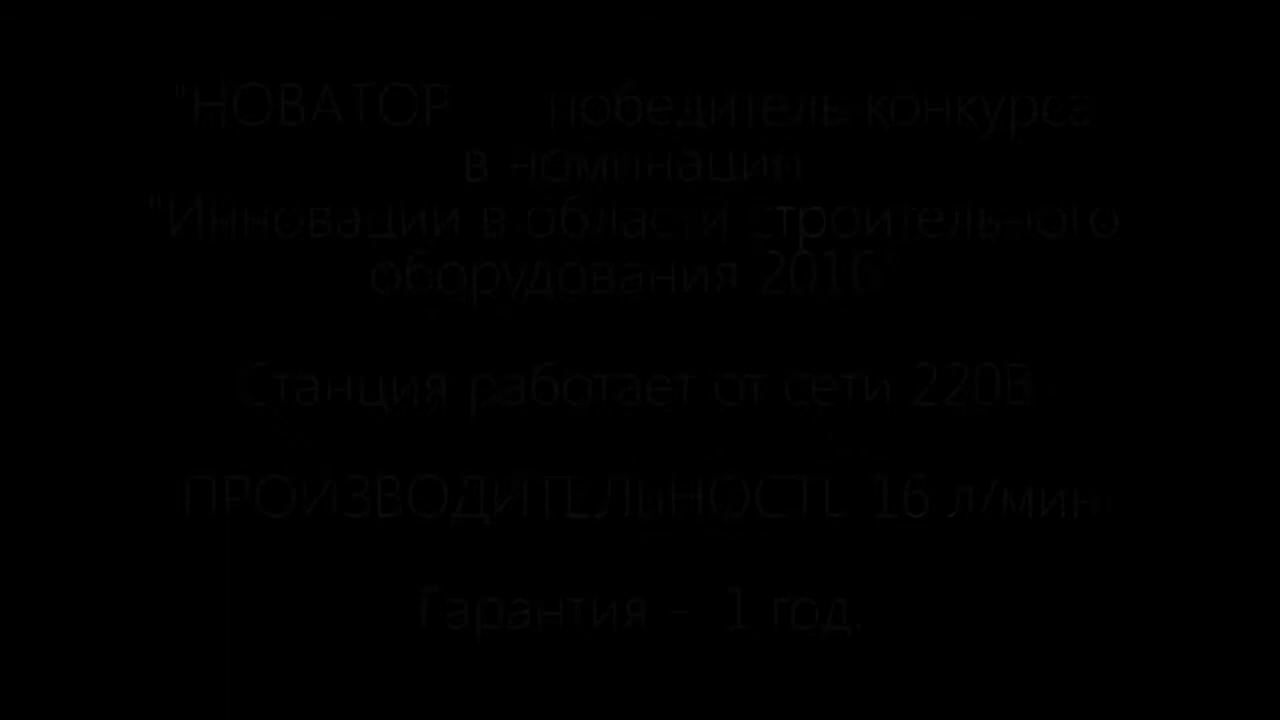 "НОВАТОР победитель конкурса
в номинации
"Инновации в области строительного
оборудования 2016"
Станция работает от сети 220В
ПРОИЗВОДИТЕЛЬНОСТЬ 16 л/мин
Гарантия - 1 год.